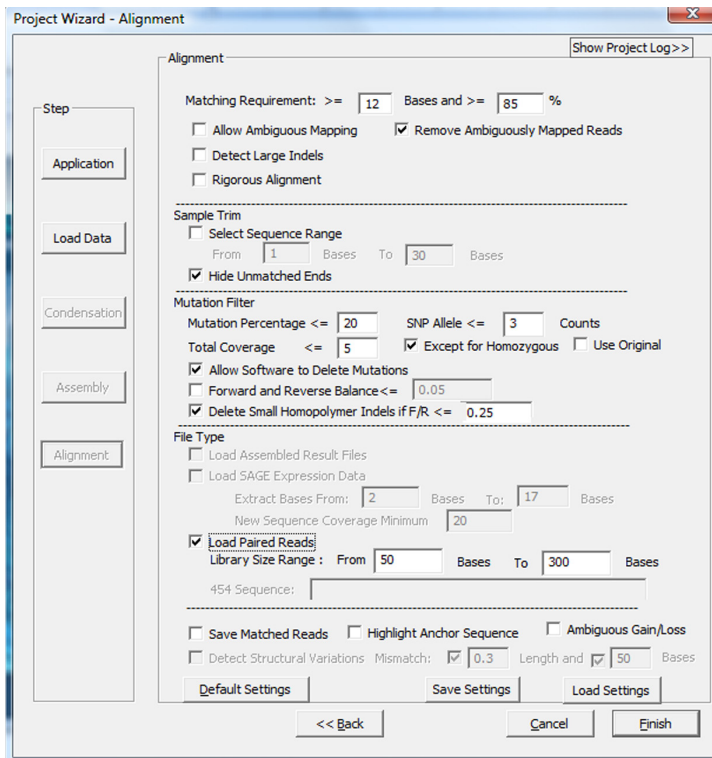 Project Wizard - Alignment
x
Show Project Log>>
Step
Application
Load Data
Condensation
Assembly
Alignment
Alignment
Matching Requirement: >= 12 Bases and >= 85 %
Allow Ambiguous Mapping Remove Ambiguously Mapped Reads
Detect Large Indels
Rigorous Alignment
Sample Trim
Select Sequence Range
From 1 Bases To 30 Bases
Hide Unmatched Ends
Mutation Filter
Mutation Percentage <= 20 SNP Allele <= 3 Counts
Total Coverage <= 5 Except for Homozygous Use Original
Allow Software to Delete Mutations
Forward and Reverse Balance<= 0.05
Delete Small Homopolymer Indels if F/R <= 0.25
File Type
Load Assembled Result Files
Load SAGE Expression Data
Extract Bases From: 2 Bases To: 17 Bases
New Sequence Coverage Minimum 20
Load Paired Reads
Library Size Range : From 50 Bases To 300 Bases
454 Sequence:
Save Matched Reads Highlight Anchor Sequence Ambiguous Gain/Loss
Detect Structural Variations Mismatch: 0.3 Length and 50 Bases
Default Settings Save Settings Load Settings
<< Back Cancel Finish